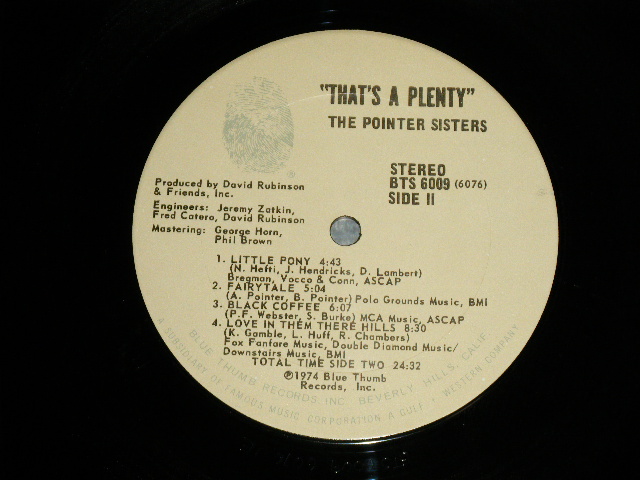 "THAT'S A PLENTY"
THE POINTER SISTERS
®
STEREO
BTS 6009 (6076)
SIDE II
Produced by David Rubinson
& Friends, Inc.
Engineers: Jeremy Zatkin,
Fred Catero, David Rubinson
Mastering: George Horn,
Phil Brown
1. LITTLE PONY 4:43
(N. Hefti, J. Hendricks, D. Lambert)
Bregman, Vocco & Conn, ASCAP
2. FAIRYTALE 5:04
(A. Pointer, B. Pointer) Polo Grounds Music, BMI
3. BLACK COFFEE 6:07
(P.F. Webster, S. Burke) MCA Music, ASCAP
4. LOVE IN THEM THERE HILLS 8:30
(K. Gamble, L. Huff, R. Chambers)
Fox Fanfare Music, Double Diamond Music/
Downstairs Music, BMI
TOTAL TIME SIDE TWO 24:32
℗1974 Blue Thumb
Records, Inc.
BLUE THUMB RECORDS INC. BEVERLY HILLS, CALIF.
A SUBSIDIARY OF FAMOUS MUSIC CORPORATION A GULF + WESTERN COMPANY